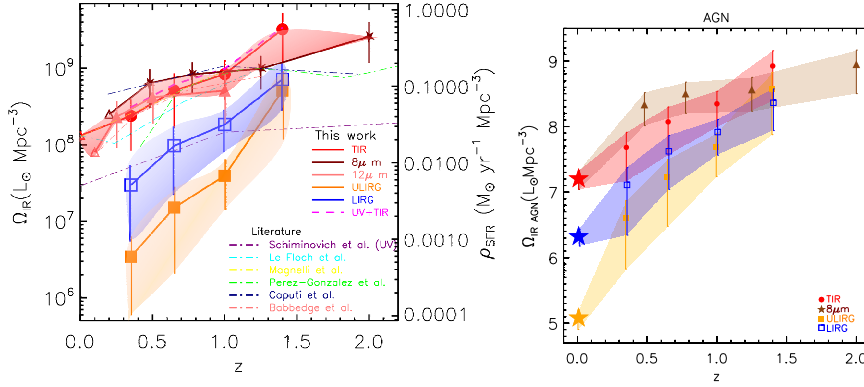 AGN
10⁹
10⁸
10⁷
10⁶
Ω_R(L⊙ Mpc⁻³)
1.0000
0.1000
0.0100
0.0010
0.0001
ρ_SFR (M⊙ yr⁻¹ Mpc⁻³)
This work
TIR
8μ m
12μ m
ULIRG
LIRG
UV-TIR
Literature
Schiminovich et al. (UV)
Le Floch et al.
Magnelli et al.
Perez-Gonzalez et al.
Caputi et al.
Babbedge et al.
0.0 0.5 1.0 1.5 2.0
z
9
8
7
6
5
Ω_IR AGN(L⊙Mpc⁻³)
TIR
8μm
ULIRG
LIRG
0.0 0.5 1.0 1.5 2.0
z